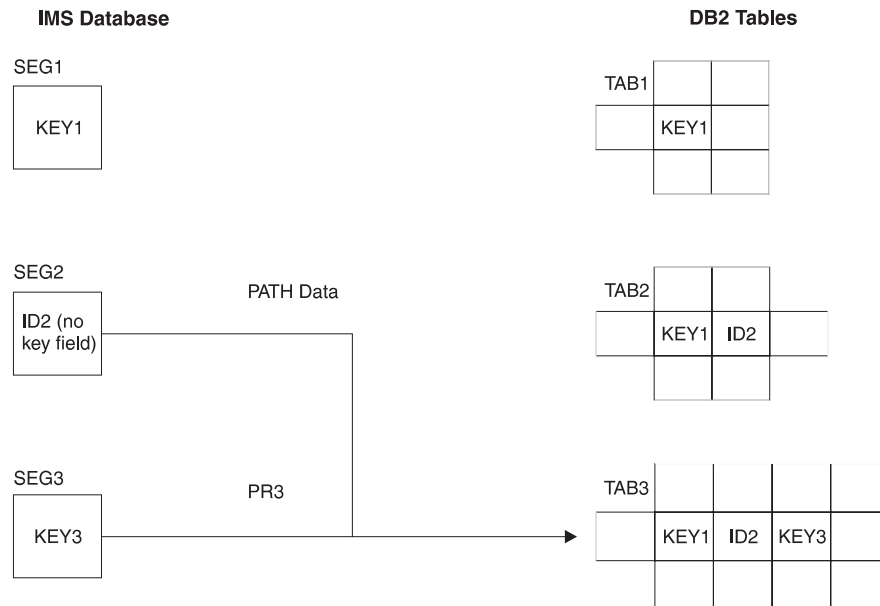 IMS Database
DB2 Tables
SEG1
KEY1
TAB1
KEY1
SEG2
ID2 (no
key field)
PATH Data
TAB2
KEY1 ID2
SEG3
KEY3
PR3
TAB3
KEY1 ID2 KEY3